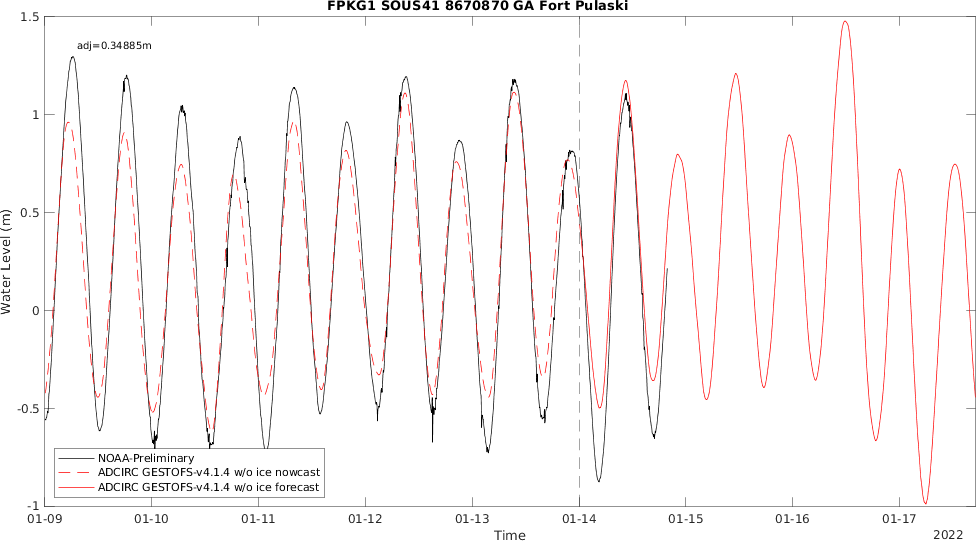 FPKG1 SOUS41 8670870 GA Fort Pulaski
adj=0.34885m
1.5
1
0.5
0
-0.5
-1
Water Level (m)
NOAA-Preliminary
ADCIRC GESTOFS-v4.1.4 w/o ice nowcast
ADCIRC GESTOFS-v4.1.4 w/o ice forecast
01-09 01-10 01-11 01-12 01-13 01-14 01-15 01-16 01-17
Time
2022